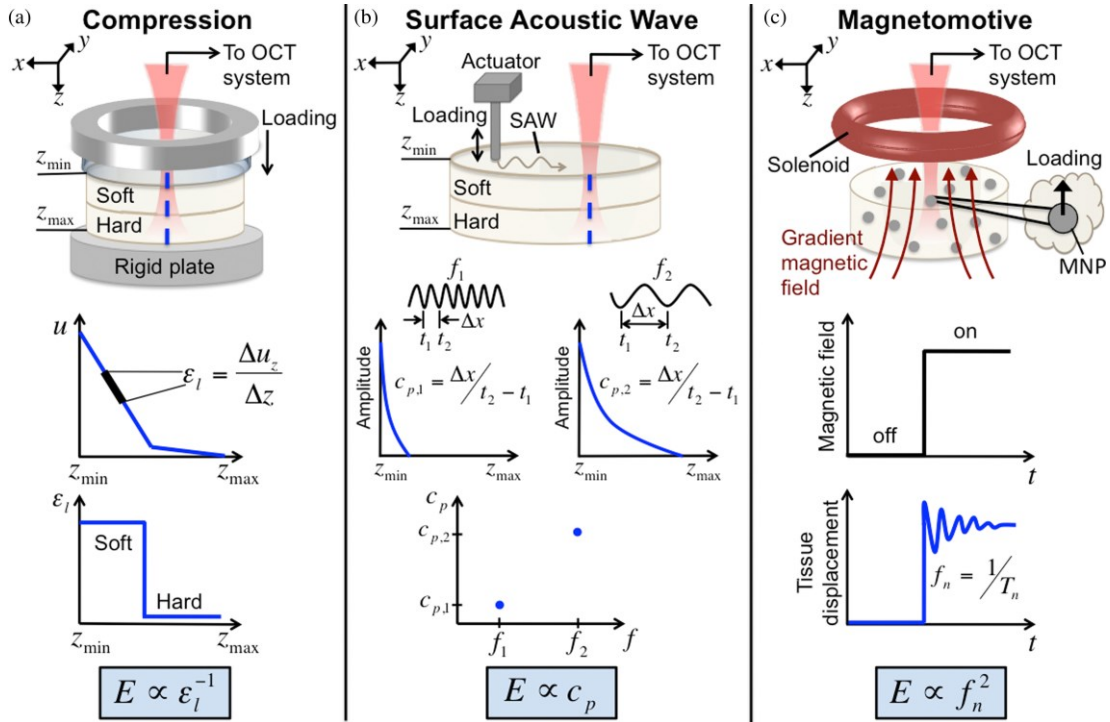 (a) Compression
x
y
z
To OCT
system
Loading
z_min
Soft
z_max
Hard
Rigid plate
u
ε_l = Δu_z / Δz
z_min
z_max
ε_l
Soft
Hard
z_min
z_max
E ∝ ε_l^-1
(b) Surface Acoustic Wave
x
y
z
Actuator
To OCT
system
Loading
SAW
z_min
Soft
z_max
Hard
f_1
Δx
t_1 t_2
Amplitude
c_p,1 = Δx/t_2 − t_1
z_min
z_max
f_2
Δx
t_1
t_2
Amplitude
c_p,2 = Δx/t_2 − t_1
z_min
z_max
c_p
c_p,2
c_p,1
f_1
f_2
f
E ∝ c_p
(c) Magnetomotive
x
y
z
To OCT
system
Solenoid
Loading
Gradient
magnetic
field
MNP
Magnetic field
on
off
t
Tissue
displacement
f_n = 1/T_n
t
E ∝ f_n^2